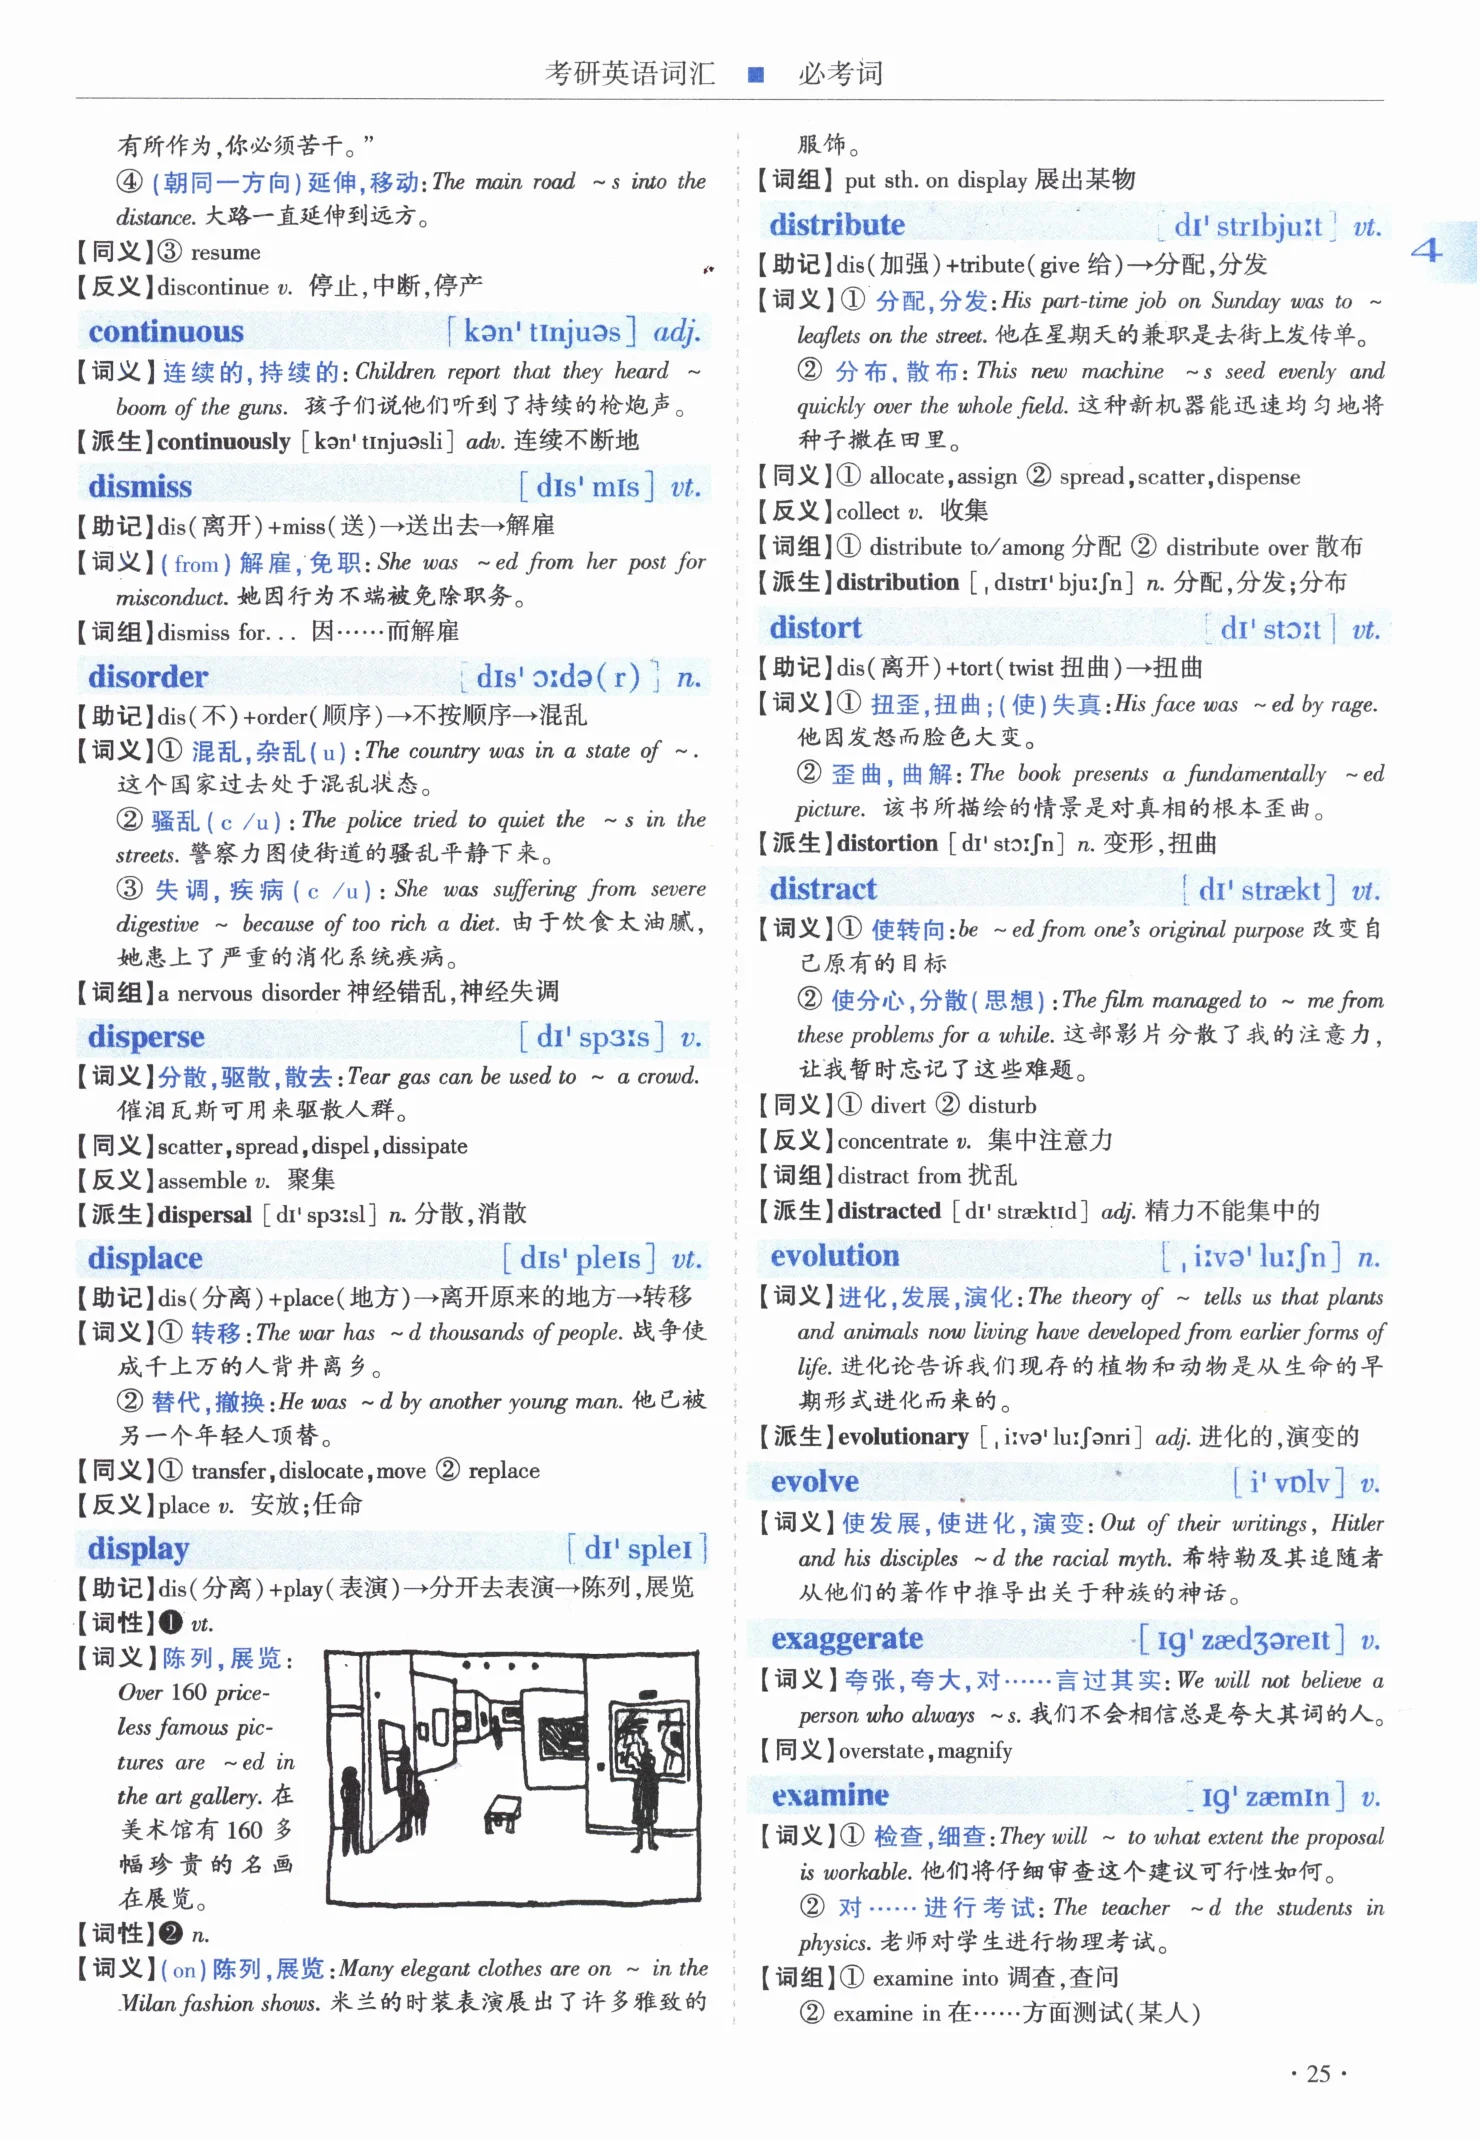 考研英语词汇 ■ 必考词
有所作为,你必须苦干。”
④ (朝同一方向)延伸,移动:The main road ~s into the
distance. 大路一直延伸到远方。
【同义】③ resume
【反义】discontinue v. 停止,中断,停产
continuous [kən'tɪnjuəs] adj.
【词义】连续的,持续的:Children report that they heard ~
boom of the guns. 孩子们说他们听到了持续的枪炮声。
【派生】continuously [kən'tɪnjuəsli] adv. 连续不断地
dismiss [dɪs'mɪs] vt.
【助记】dis(离开)+miss(送)→送出去→解雇
【词义】(from)解雇,免职:She was ~ed from her post for
misconduct. 她因行为不端被免除职务。
【词组】dismiss for... 因……而解雇
disorder [dɪs'ɔːdə(r)] n.
【助记】dis(不)+order(顺序)→不按顺序→混乱
【词义】① 混乱,杂乱(u):The country was in a state of ~.
这个国家过去处于混乱状态。
② 骚乱(c/u):The police tried to quiet the ~s in the
streets. 警察力图使街道的骚乱平静下来。
③ 失调,疾病(c/u):She was suffering from severe
digestive ~ because of too rich a diet. 由于饮食太油腻,
她患上了严重的消化系统疾病。
【词组】a nervous disorder 神经错乱,神经失调
disperse [dɪ'spɜːs] v.
【词义】分散,驱散,散去:Tear gas can be used to ~ a crowd.
催泪瓦斯可用来驱散人群。
【同义】scatter,spread,dispel,dissipate
【反义】assemble v. 聚集
【派生】dispersal [dɪ'spɜːsl] n. 分散,消散
displace [dɪs'pleɪs] vt.
【助记】dis(分离)+place(地方)→离开原来的地方→转移
【词义】① 转移:The war has ~d thousands of people. 战争使
成千上万的人背井离乡。
② 替代,撤换:He was ~d by another young man. 他已被
另一个年轻人顶替。
【同义】① transfer,dislocate,move ② replace
【反义】place v. 安放;任命
display [dɪ'spleɪ]
【助记】dis(分离)+play(表演)→分开去表演→陈列,展览
【词性】❶ vt.
【词义】陈列,展览:
Over 160 price-
less famous pic-
tures are ~ed in
the art gallery. 在
美术馆有 160 多
幅珍贵的名画
在展览。
【词性】❷ n.
【词义】(on)陈列,展览:Many elegant clothes are on ~ in the
Milan fashion shows. 米兰的时装表演展出了许多雅致的
服饰。
【词组】put sth. on display 展出某物
distribute [dɪ'strɪbjuːt] vt.
4
【助记】dis(加强)+tribute(give 给)→分配,分发
【词义】① 分配,分发:His part-time job on Sunday was to ~
leaflets on the street. 他在星期天的兼职是去街上发传单。
② 分布,散布:This new machine ~s seed evenly and
quickly over the whole field. 这种新机器能迅速均匀地将
种子撒在田里。
【同义】① allocate,assign ② spread,scatter,dispense
【反义】collect v. 收集
【词组】① distribute to/among 分配 ② distribute over 散布
【派生】distribution [ˌdɪstrɪ'bjuːʃn] n. 分配,分发;分布
distort [dɪ'stɔːt] vt.
【助记】dis(离开)+tort(twist 扭曲)→扭曲
【词义】① 扭歪,扭曲;(使)失真:His face was ~ed by rage.
他因发怒而脸色大变。
② 歪曲,曲解:The book presents a fundamentally ~ed
picture. 该书所描绘的情景是对真相的根本歪曲。
【派生】distortion [dɪ'stɔːʃn] n. 变形,扭曲
distract [dɪ'strækt] vt.
【词义】① 使转向:be ~ed from one's original purpose 改变自
己原有的目标
② 使分心,分散(思想):The film managed to ~ me from
these problems for a while. 这部影片分散了我的注意力,
让我暂时忘记了这些难题。
【同义】① divert ② disturb
【反义】concentrate v. 集中注意力
【词组】distract from 扰乱
【派生】distracted [dɪ'stræktɪd] adj. 精力不能集中的
evolution [ˌiːvə'luːʃn] n.
【词义】进化,发展,演化:The theory of ~ tells us that plants
and animals now living have developed from earlier forms of
life. 进化论告诉我们现存的植物和动物是从生命的早
期形式进化而来的。
【派生】evolutionary [ˌiːvə'luːʃənri] adj. 进化的,演变的
evolve [i'vɒlv] v.
【词义】使发展,使进化,演变:Out of their writings, Hitler
and his disciples ~d the racial myth. 希特勒及其追随者
从他们的著作中推导出关于种族的神话。
exaggerate [ɪɡ'zædʒəreɪt] v.
【词义】夸张,夸大,对……言过其实:We will not believe a
person who always ~s. 我们不会相信总是夸大其词的人。
【同义】overstate,magnify
examine [ɪɡ'zæmɪn] v.
【词义】① 检查,细查:They will ~ to what extent the proposal
is workable. 他们将仔细审查这个建议可行性如何。
② 对……进行考试:The teacher ~d the students in
physics. 老师对学生进行物理考试。
【词组】① examine into 调查,查问
② examine in 在……方面测试(某人)
·25·